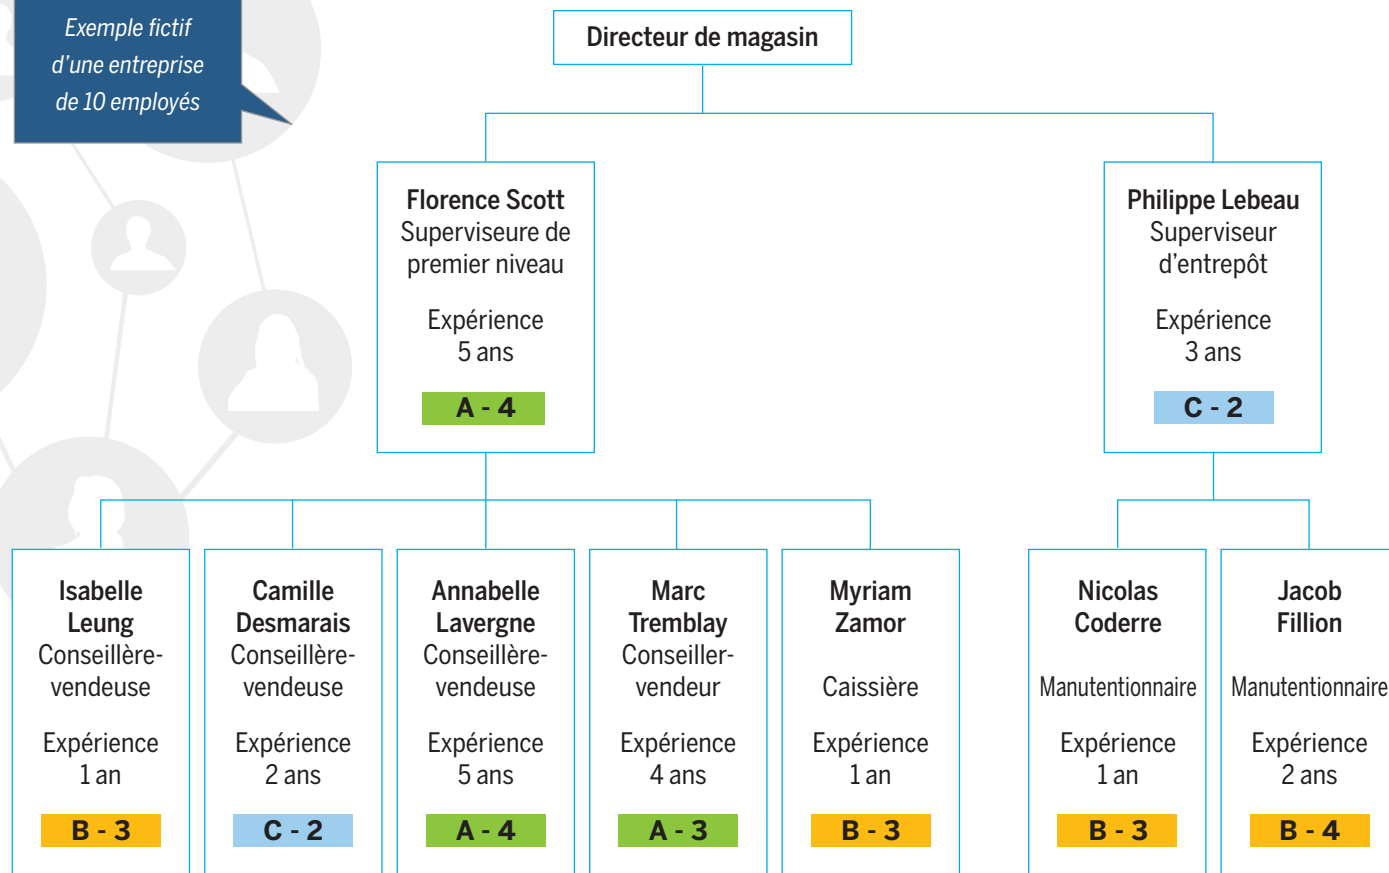 Exemple fictif
d'une entreprise
de 10 employés
Directeur de magasin
Florence Scott
Superviseure de
premier niveau
Expérience
5 ans
A - 4
Philippe Lebeau
Superviseur
d'entrepôt
Expérience
3 ans
C - 2
Isabelle
Leung
Conseillère-
vendeuse
Expérience
1 an
B - 3
Camille
Desmarais
Conseillère-
vendeuse
Expérience
2 ans
C - 2
Annabelle
Lavergne
Conseillère-
vendeuse
Expérience
5 ans
A - 4
Marc
Tremblay
Conseiller-
vendeur
Expérience
4 ans
A - 3
Myriam
Zamor
Caissière
Expérience
1 an
B - 3
Nicolas
Coderre
Manutentionnaire
Expérience
1 an
B - 3
Jacob
Fillion
Manutentionnaire
Expérience
2 ans
B - 4